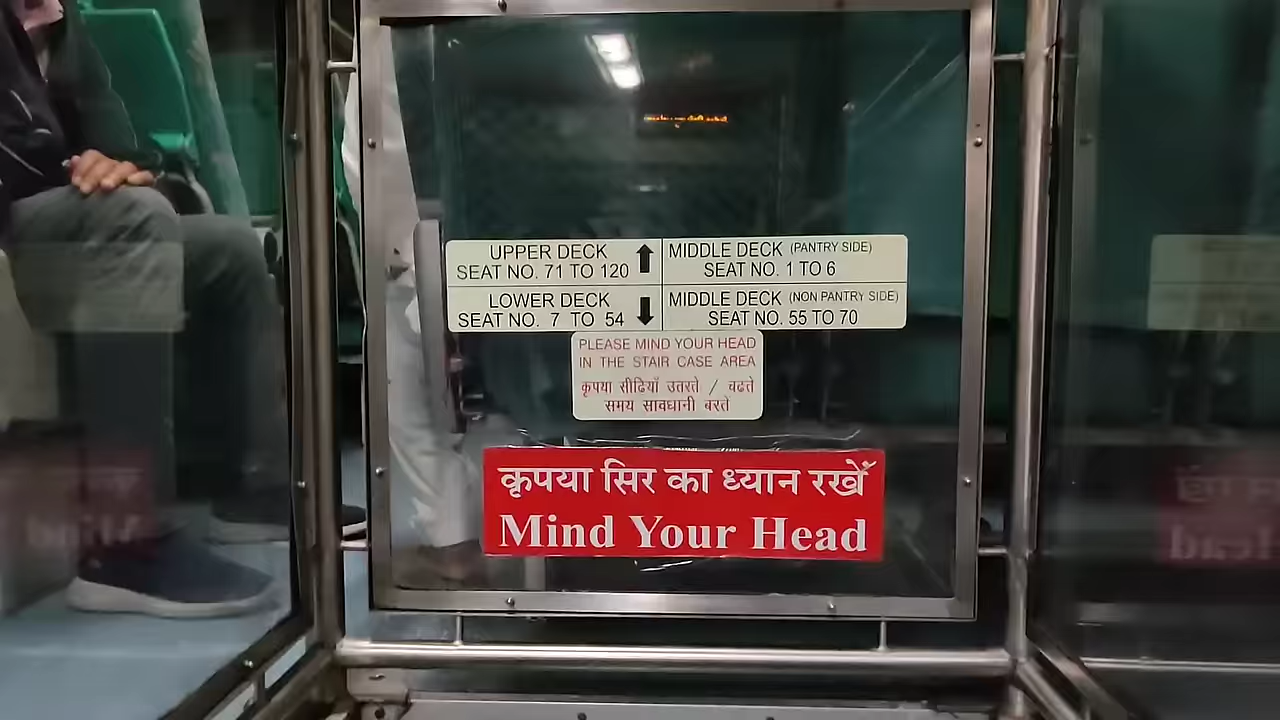 UPPER DECK
SEAT NO. 71 TO 120
MIDDLE DECK (PANTRY SIDE)
SEAT NO. 1 TO 6
LOWER DECK
SEAT NO. 7 TO 54
MIDDLE DECK (NON PANTRY SIDE)
SEAT NO. 55 TO 70
PLEASE MIND YOUR HEAD
IN THE STAIR CASE AREA
कृपया सीढियाँ उतरते / चढते
समय सावधानी बरते
कृपया सिर का ध्यान रखेँ
Mind Your Head